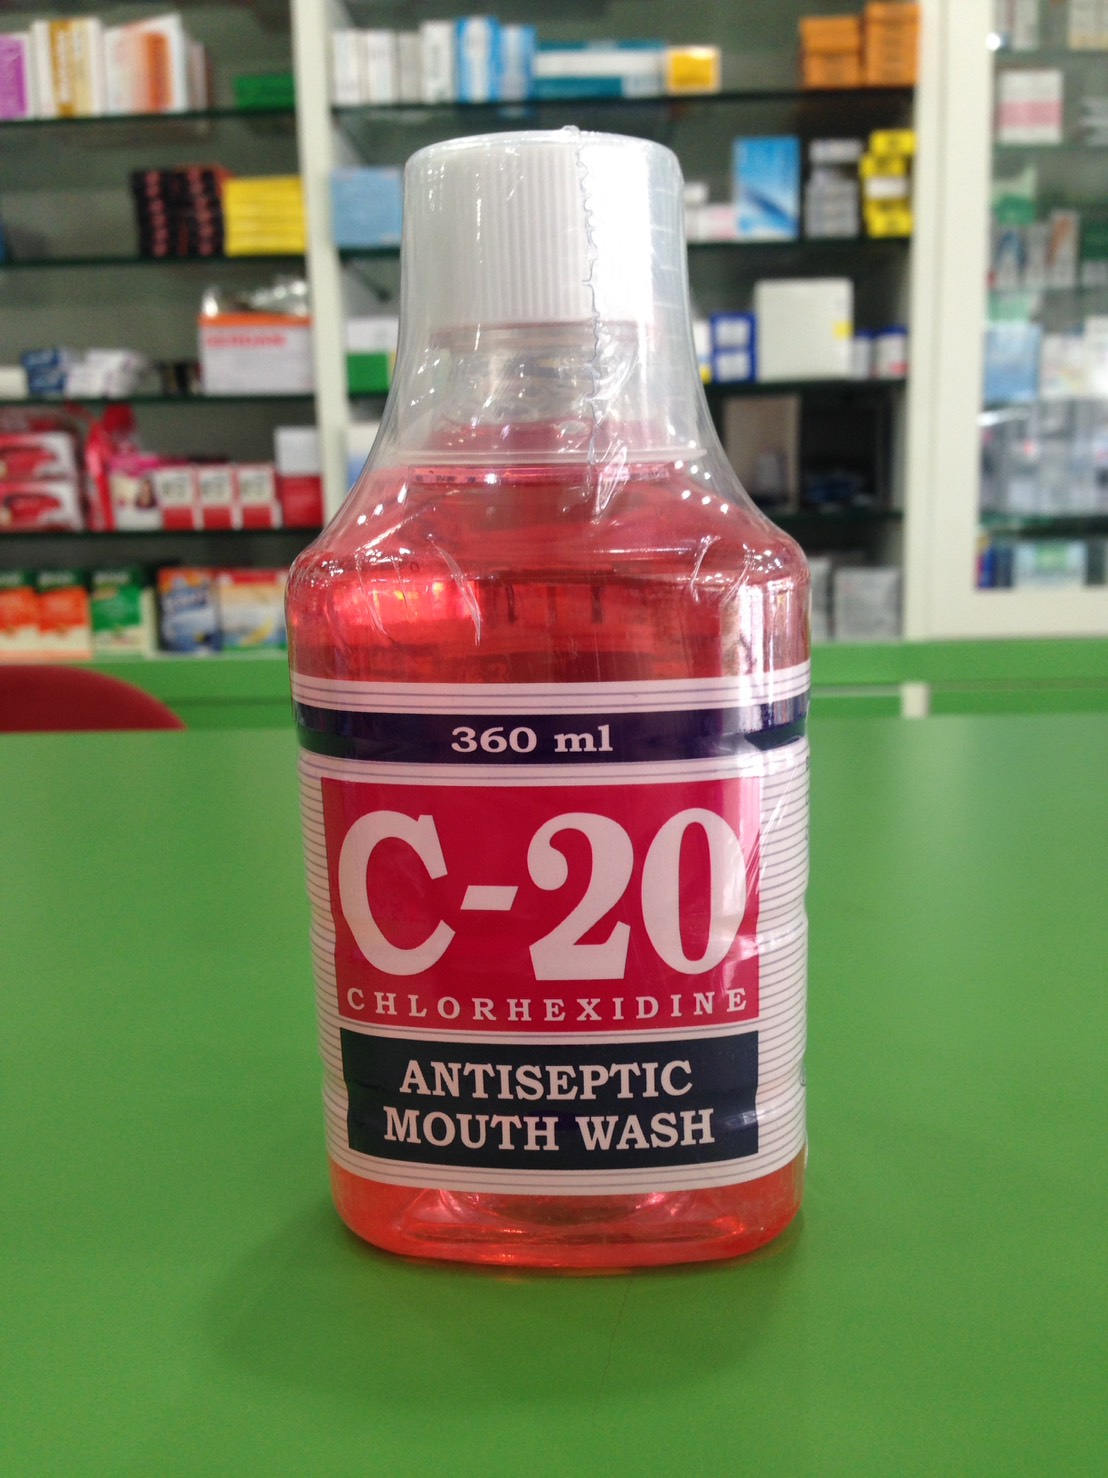 360 ml
C-20
CHLORHEXIDINE
ANTISEPTIC
MOUTH WASH